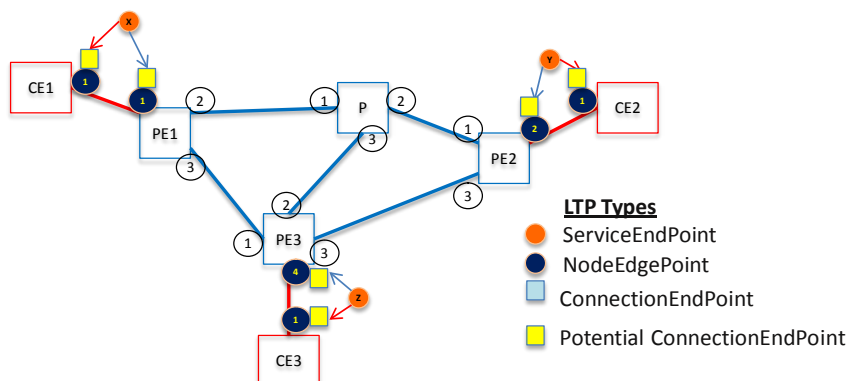 X
Y
CE1
1
1
2
1
P
2
1
CE2
PE1
3
3
1
2
PE2
2
3
1
PE3
3
4
Z
1
CE3
LTP Types
ServiceEndPoint
NodeEdgePoint
ConnectionEndPoint
Potential ConnectionEndPoint